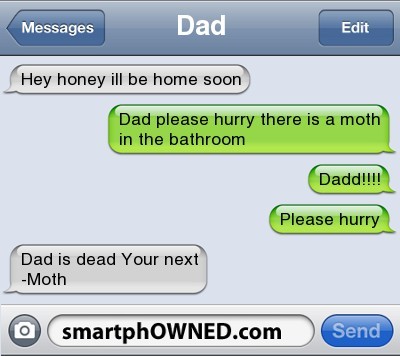 Messages
Dad
Edit
Hey honey ill be home soon
Dad please hurry there is a moth
in the bathroom
Dadd!!!!
Please hurry
Dad is dead Your next
-Moth
smartphOWNED.com
Send